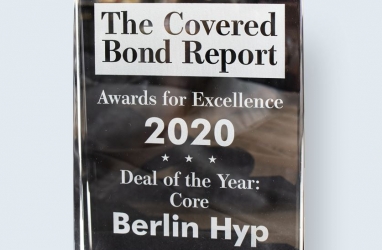 The Covered
Bond Report
Awards for Excellence
2020
★ ★ ★
Deal of the Year:
Core
Berlin Hyp